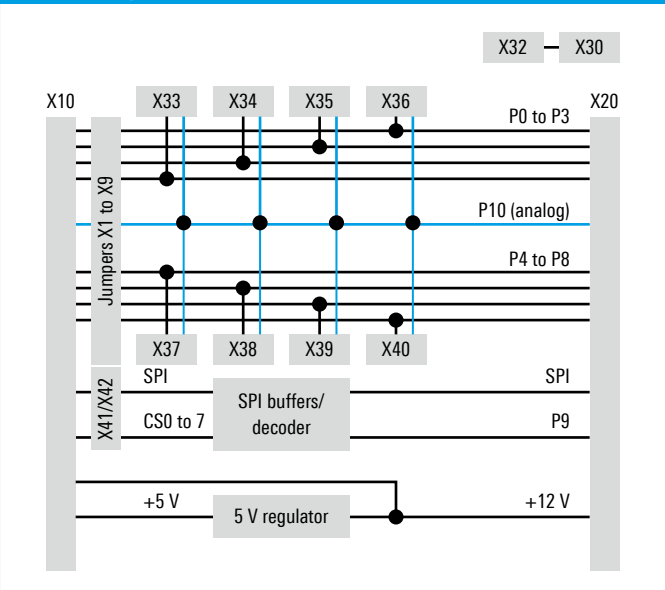 X32
X30
X10
X33
X34
X35
X36
X20
P0 to P3
Jumpers X1 to X9
P10 (analog)
P4 to P8
X37
X38
X39
X40
X41/X42
SPI
SPI buffers/
decoder
SPI
CS0 to 7
P9
+5 V
5 V regulator
+12 V